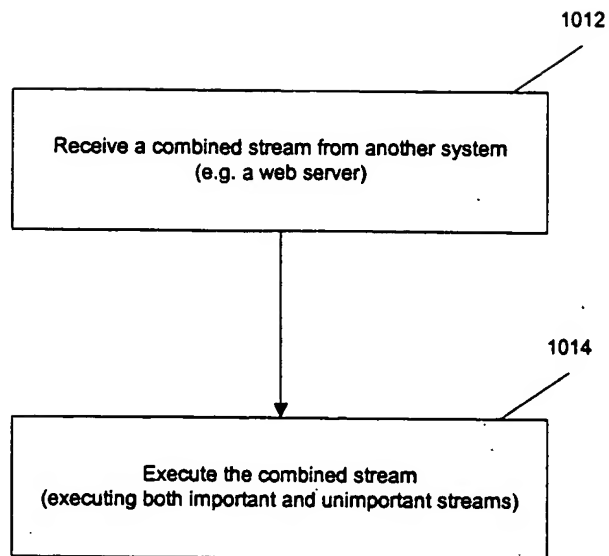 1012
Receive a combined stream from another system
(e.g. a web server)
1014
Execute the combined stream
(executing both important and unimportant streams)